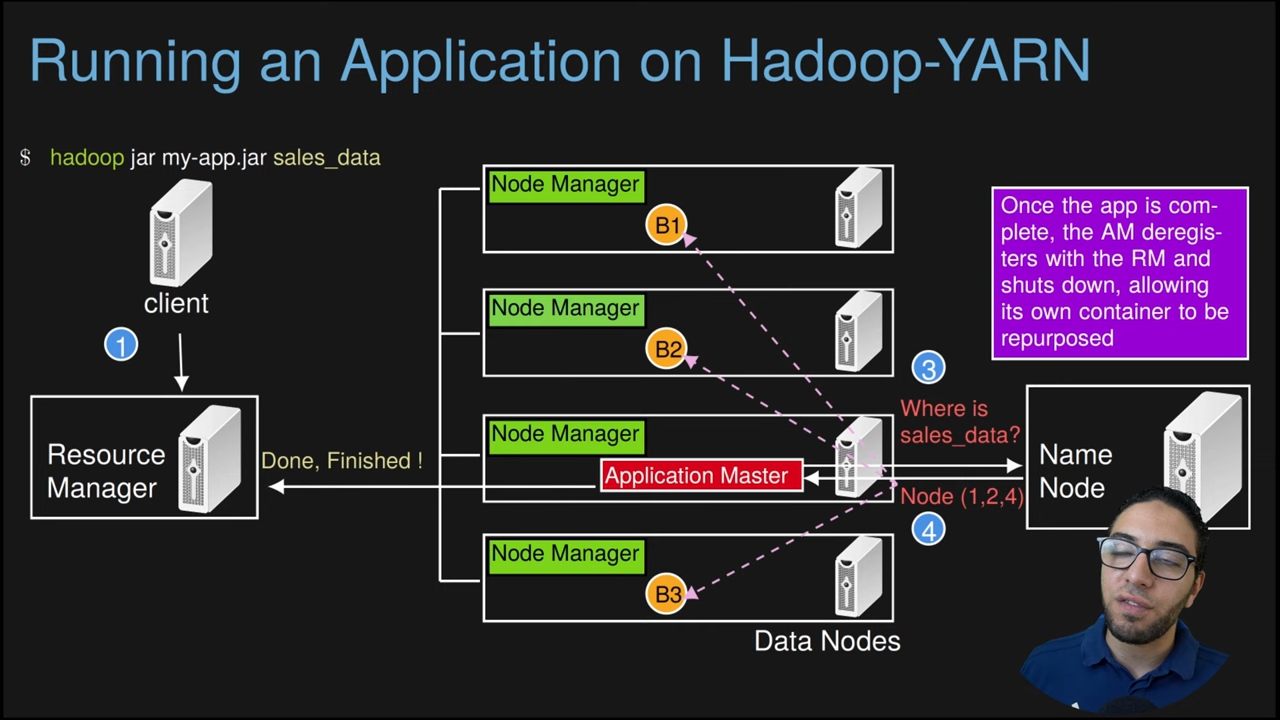 Running an Application on Hadoop-YARN
$ hadoop jar my-app.jar sales_data
client
1
Resource
Manager
Done, Finished !
Node Manager
B1
Node Manager
B2
Node Manager
Application Master
Node Manager
B3
Data Nodes
3
Where is
sales_data?
Node (1,2,4)
4
Name
Node
Once the app is com-
plete, the AM deregis-
ters with the RM and
shuts down, allowing
its own container to be
repurposed